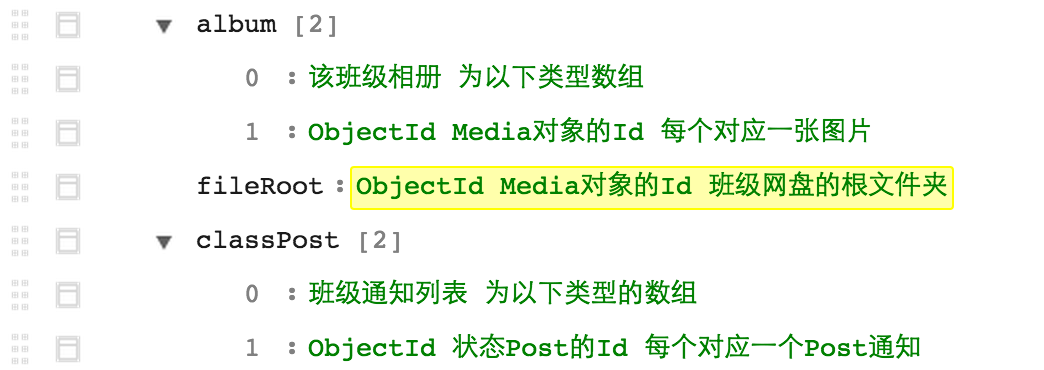 album [2]
0 : 该班级相册 为以下类型数组
1 : ObjectId Media对象的Id 每个对应一张图片
fileRoot : ObjectId Media对象的Id 班级网盘的根文件夹
classPost [2]
0 : 班级通知列表 为以下类型的数组
1 : ObjectId 状态Post的Id 每个对应一个Post通知